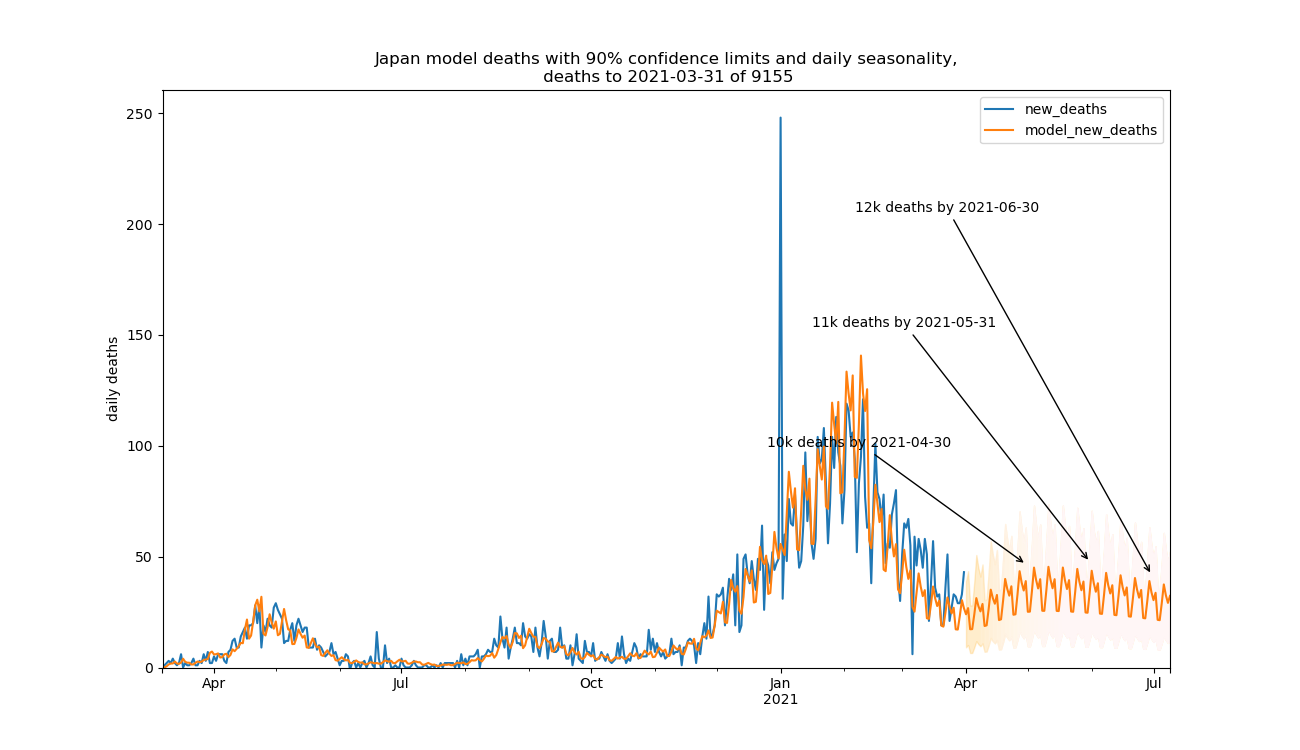 Japan model deaths with 90% confidence limits and daily seasonality,
deaths to 2021-03-31 of 9155
new_deaths
model_new_deaths
250
200
150
100
50
0
daily deaths
12k deaths by 2021-06-30
11k deaths by 2021-05-31
10k deaths by 2021-04-30
Apr
Jul
Oct
Jan
2021
Apr
Jul